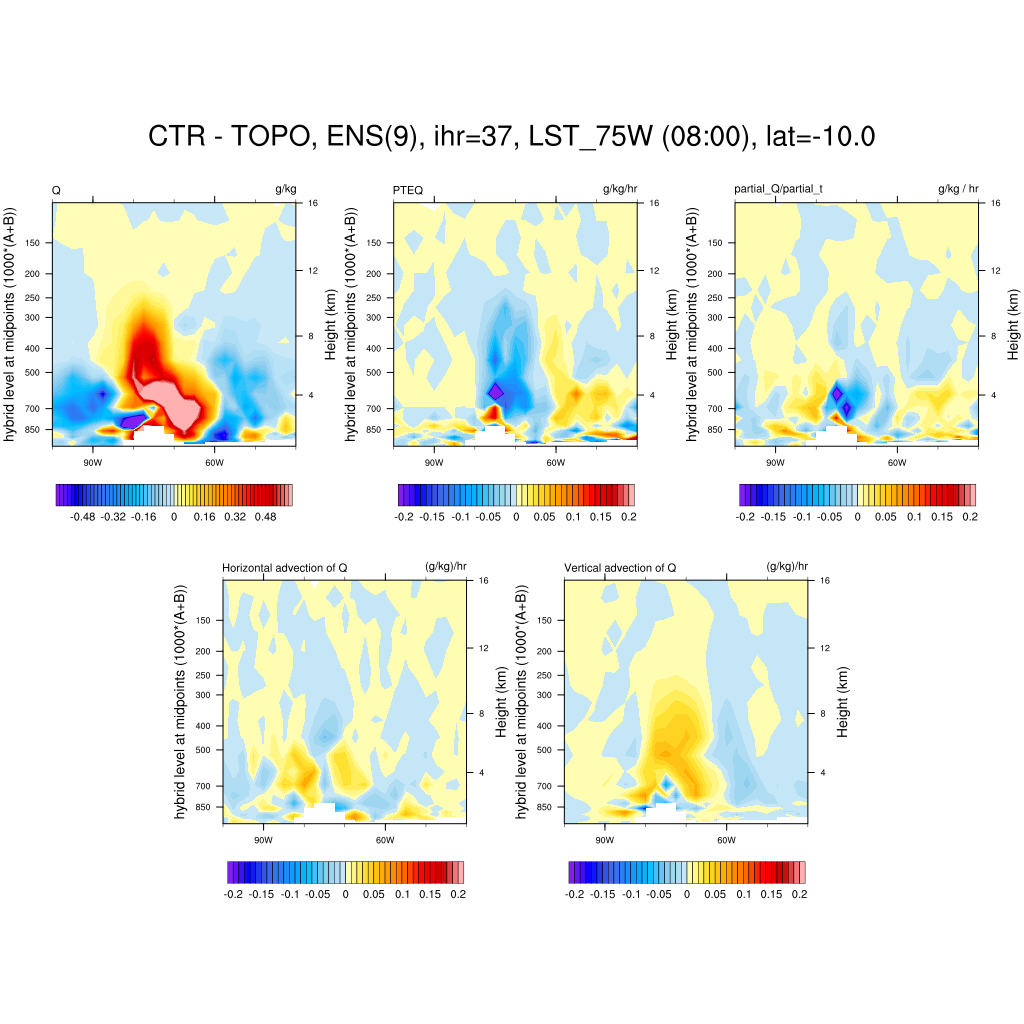 CTR - TOPO, ENS(9), ihr=37, LST_75W (08:00), lat=-10.0
Q g/kg
PTEQ g/kg/hr
partial_Q/partial_t g/kg / hr
hybrid level at midpoints (1000*(A+B))
150
200
250
300
400
500
700
850
16
12
8
4
Height (km)
90W 60W
hybrid level at midpoints (1000*(A+B))
150
200
250
300
400
500
700
850
16
12
8
4
Height (km)
90W 60W
hybrid level at midpoints (1000*(A+B))
150
200
250
300
400
500
700
850
16
12
8
4
Height (km)
90W 60W
-0.48 -0.32 -0.16 0 0.16 0.32 0.48
-0.2 -0.15 -0.1 -0.05 0 0.05 0.1 0.15 0.2
-0.2 -0.15 -0.1 -0.05 0 0.05 0.1 0.15 0.2
Horizontal advection of Q (g/kg)/hr
Vertical advection of Q (g/kg)/hr
hybrid level at midpoints (1000*(A+B))
150
200
250
300
400
500
700
850
16
12
8
4
Height (km)
90W 60W
hybrid level at midpoints (1000*(A+B))
150
200
250
300
400
500
700
850
16
12
8
4
Height (km)
90W 60W
-0.2 -0.15 -0.1 -0.05 0 0.05 0.1 0.15 0.2
-0.2 -0.15 -0.1 -0.05 0 0.05 0.1 0.15 0.2